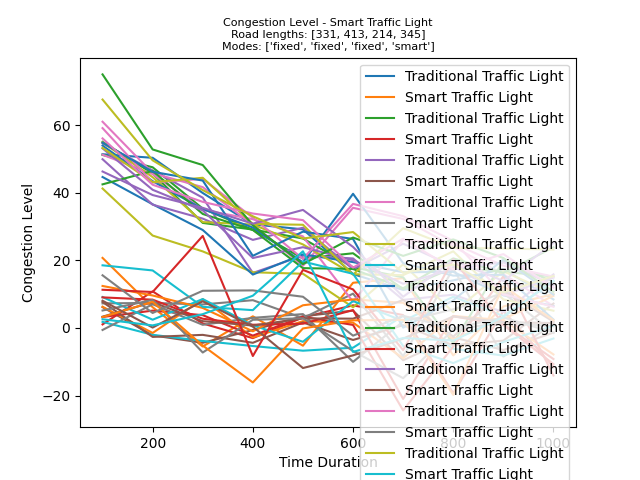 Congestion Level - Smart Traffic Light
Road lengths: [331, 413, 214, 345]
Modes: ['fixed', 'fixed', 'fixed', 'smart']
Congestion Level
60
40
20
0
−20
200
400
600
800
1000
Time Duration
Traditional Traffic Light
Smart Traffic Light
Traditional Traffic Light
Smart Traffic Light
Traditional Traffic Light
Smart Traffic Light
Traditional Traffic Light
Smart Traffic Light
Traditional Traffic Light
Smart Traffic Light
Traditional Traffic Light
Smart Traffic Light
Traditional Traffic Light
Smart Traffic Light
Traditional Traffic Light
Smart Traffic Light
Traditional Traffic Light
Smart Traffic Light
Traditional Traffic Light
Smart Traffic Light